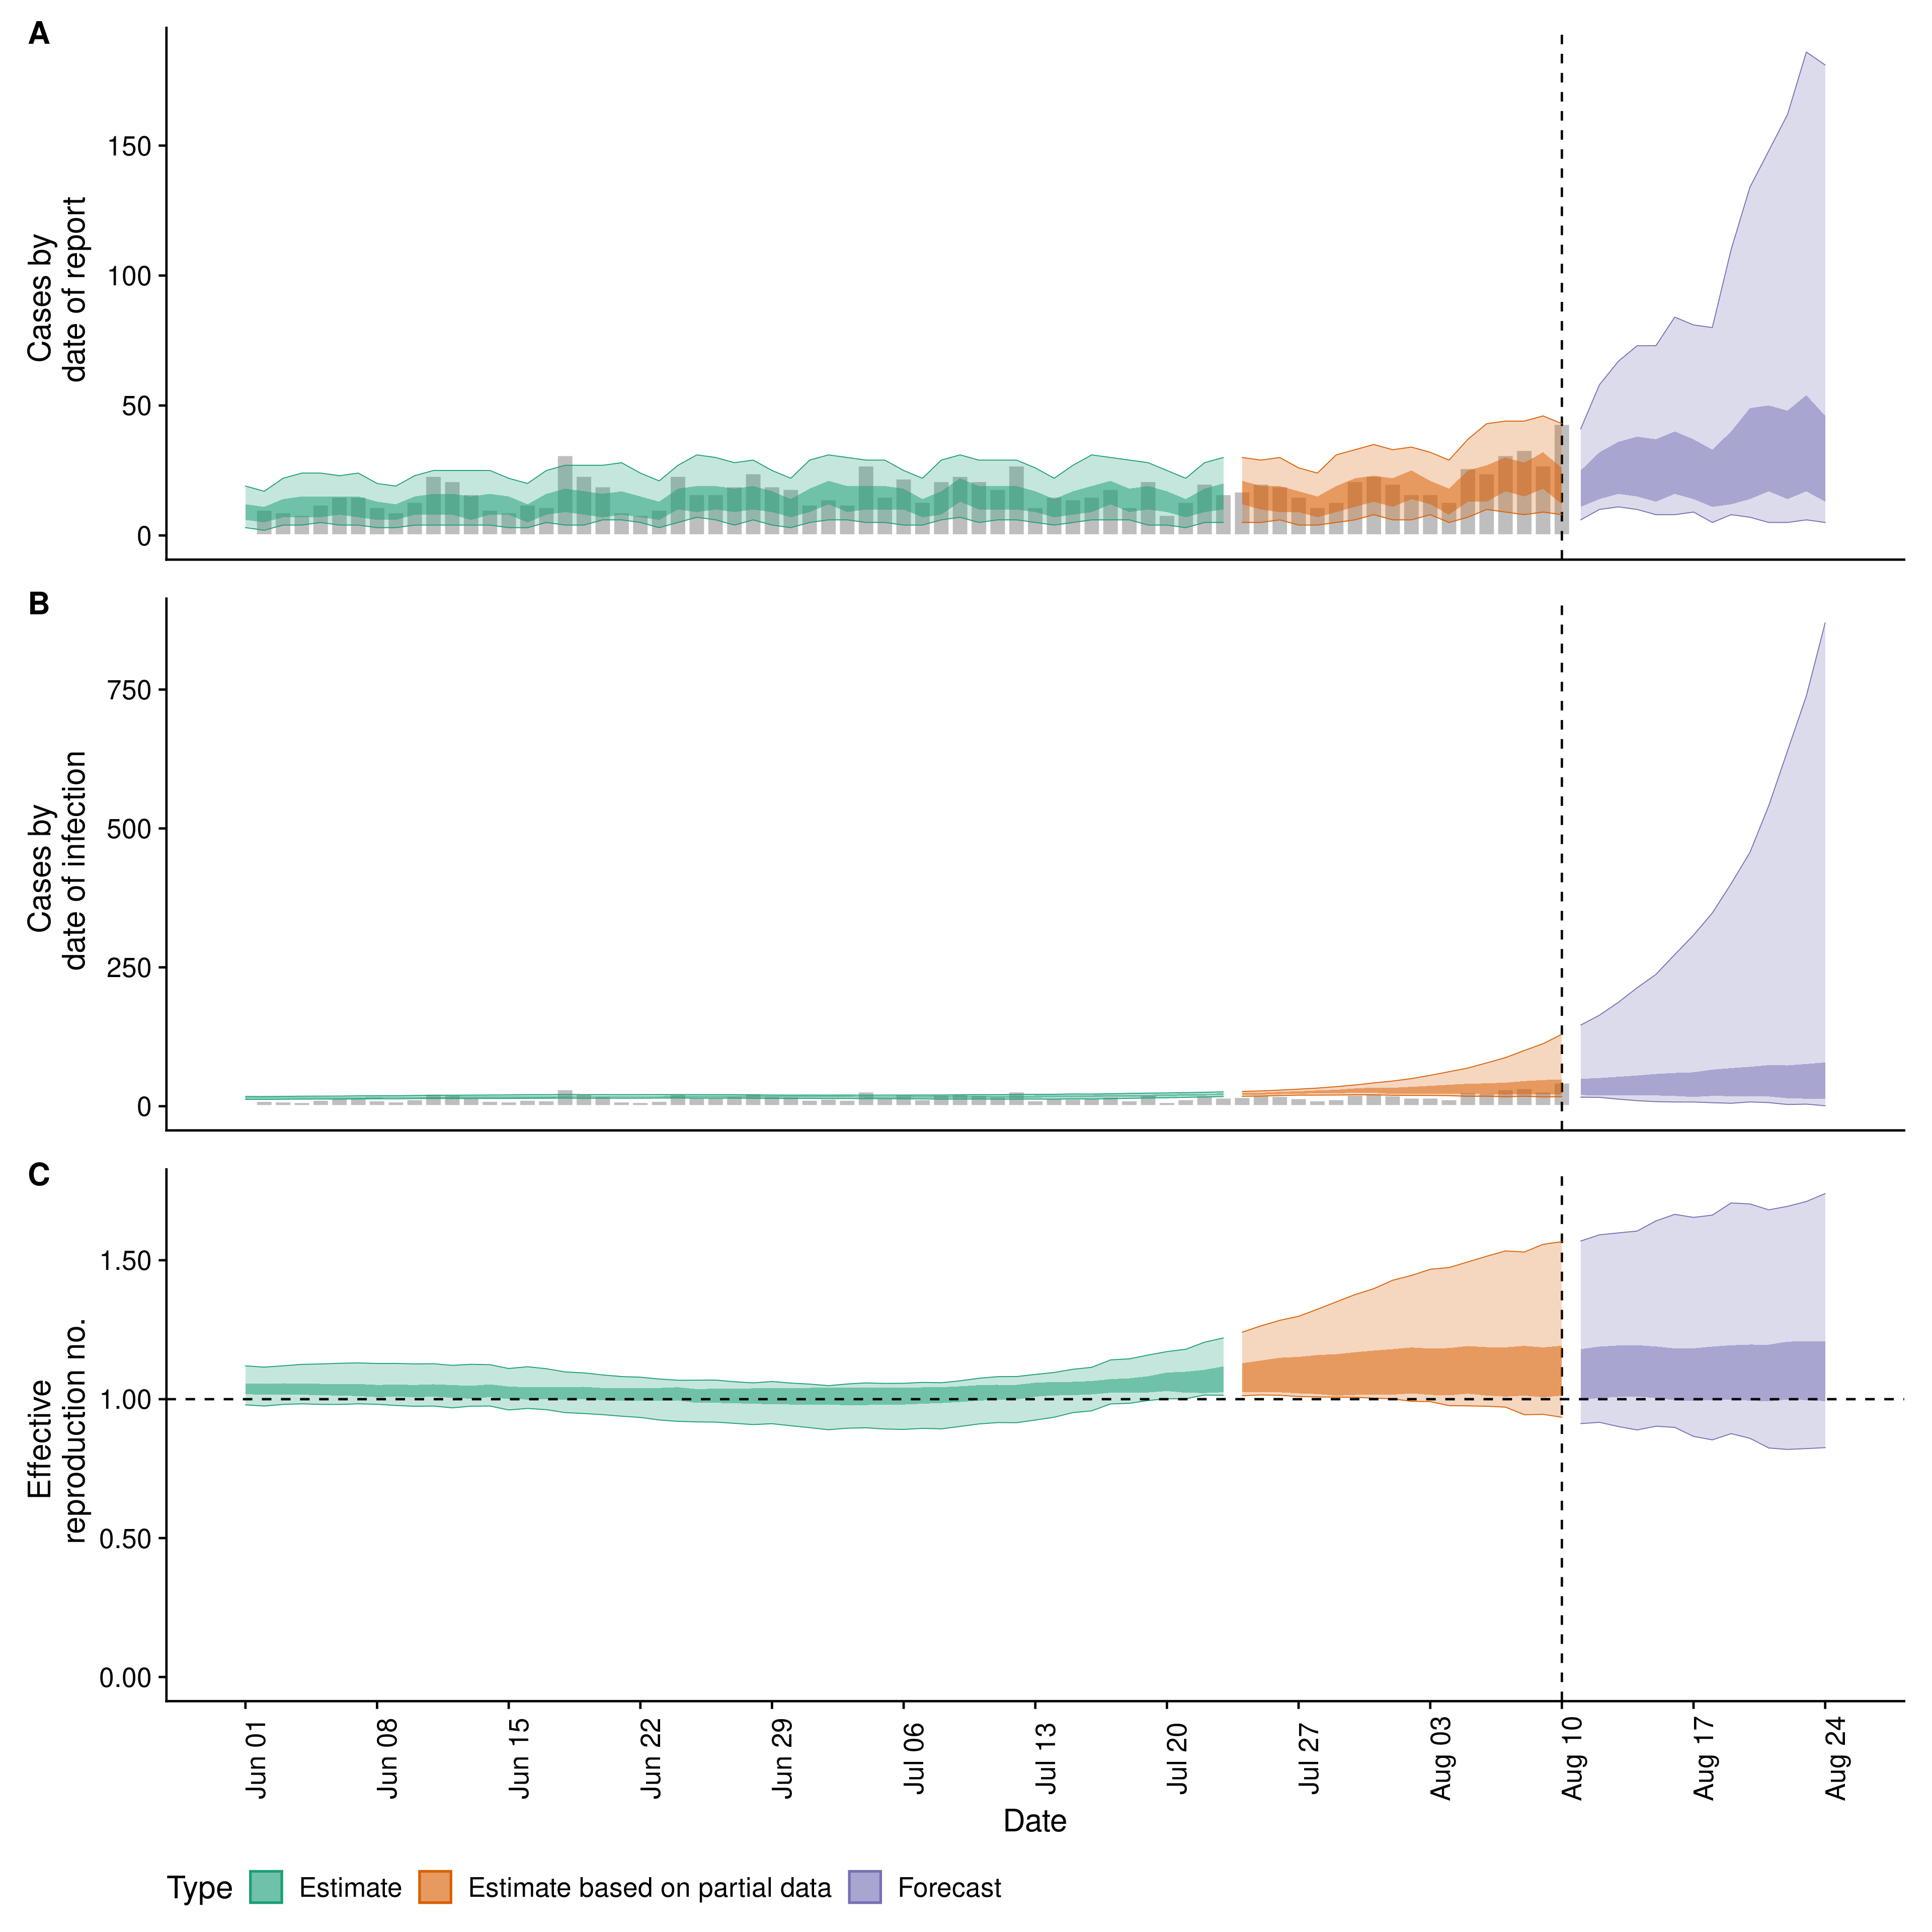 A
Cases by
date of report
150
100
50
0
B
Cases by
date of infection
750
500
250
0
C
Effective
reproduction no.
1.50
1.00
0.50
0.00
Jun 01
Jun 08
Jun 15
Jun 22
Jun 29
Jul 06
Jul 13
Jul 20
Jul 27
Aug 03
Aug 10
Aug 17
Aug 24
Date
Type Estimate Estimate based on partial data Forecast